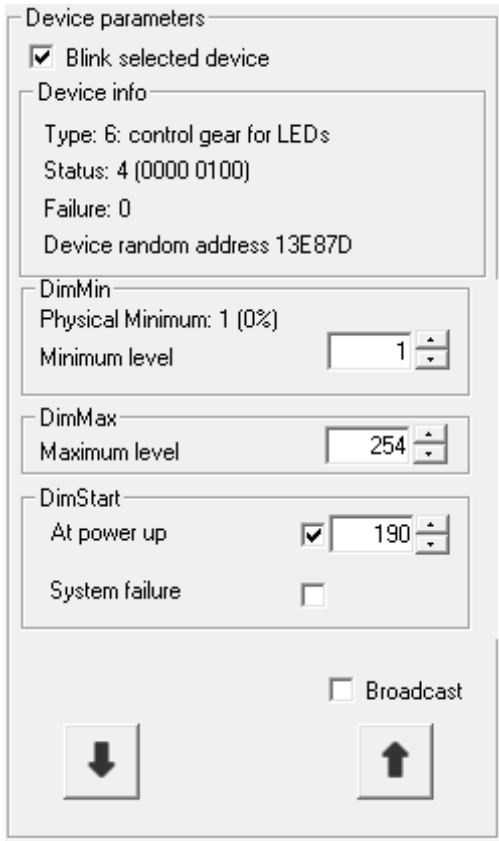 Device parameters
Blink selected device
Device info
Type: 6: control gear for LEDs
Status: 4 (0000 0100)
Failure: 0
Device random address 13E87D
DimMin
Physical Minimum: 1 (0%)
Minimum level 1
DimMax
Maximum level 254
DimStart
At power up 190
System failure
Broadcast